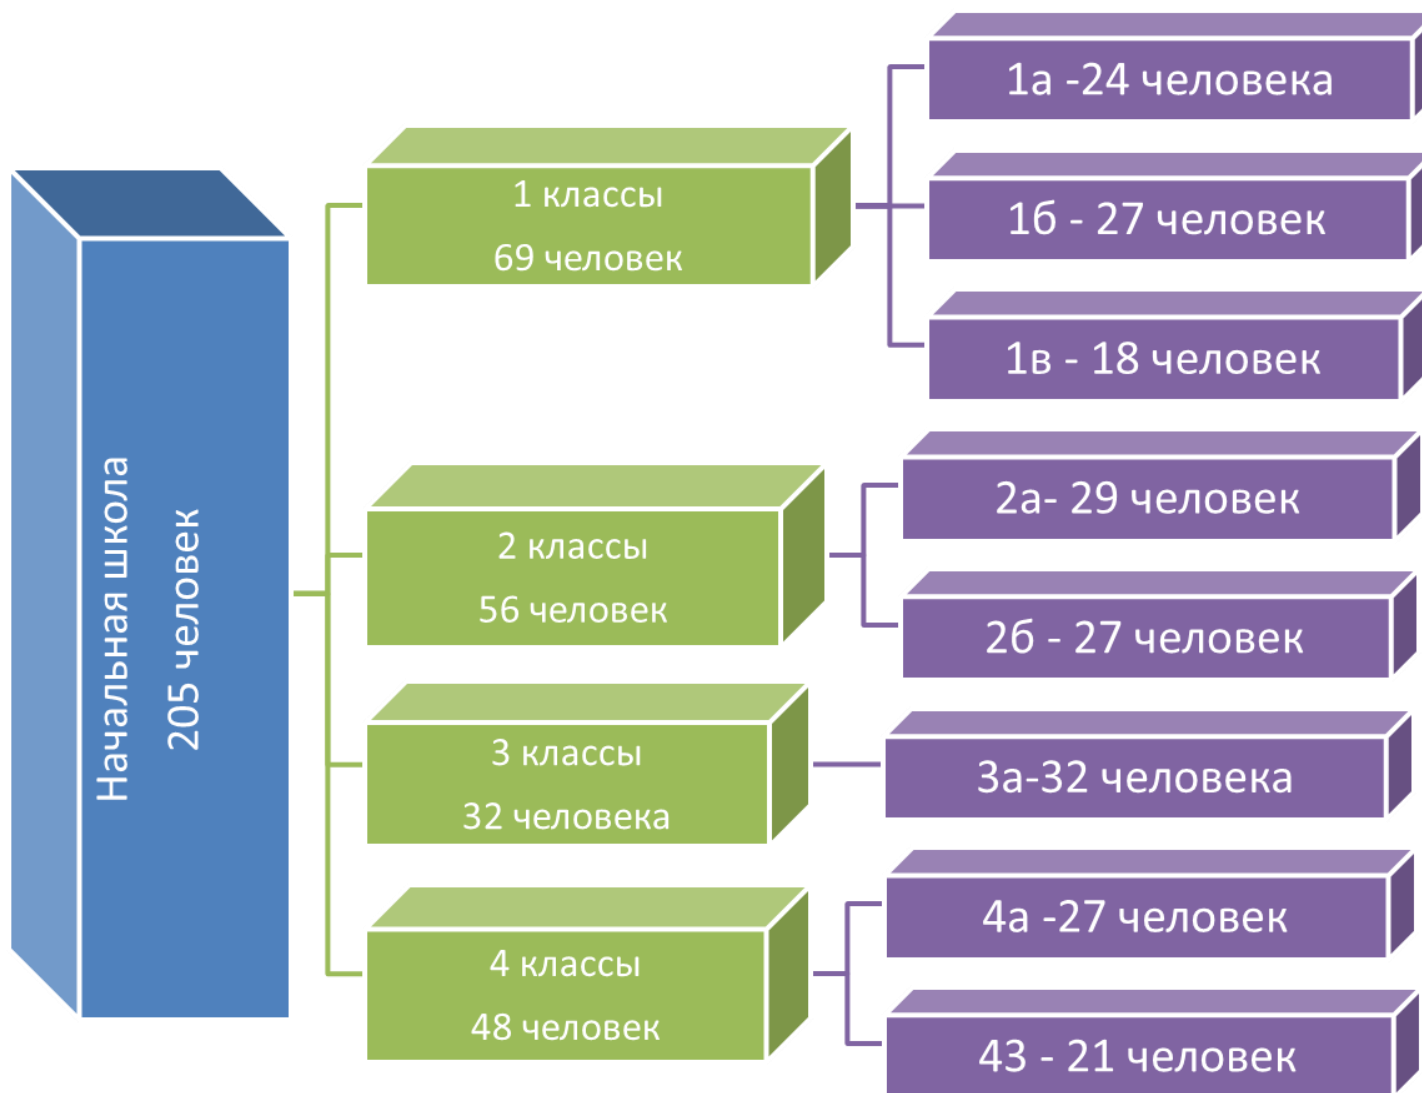 Начальная школа
205 человек
1 классы
69 человек
1а -24 человека
1б - 27 человек
1в - 18 человек
2 классы
56 человек
2а- 29 человек
2б - 27 человек
3 классы
32 человека
3а-32 человека
4 классы
48 человек
4а -27 человек
43 - 21 человек